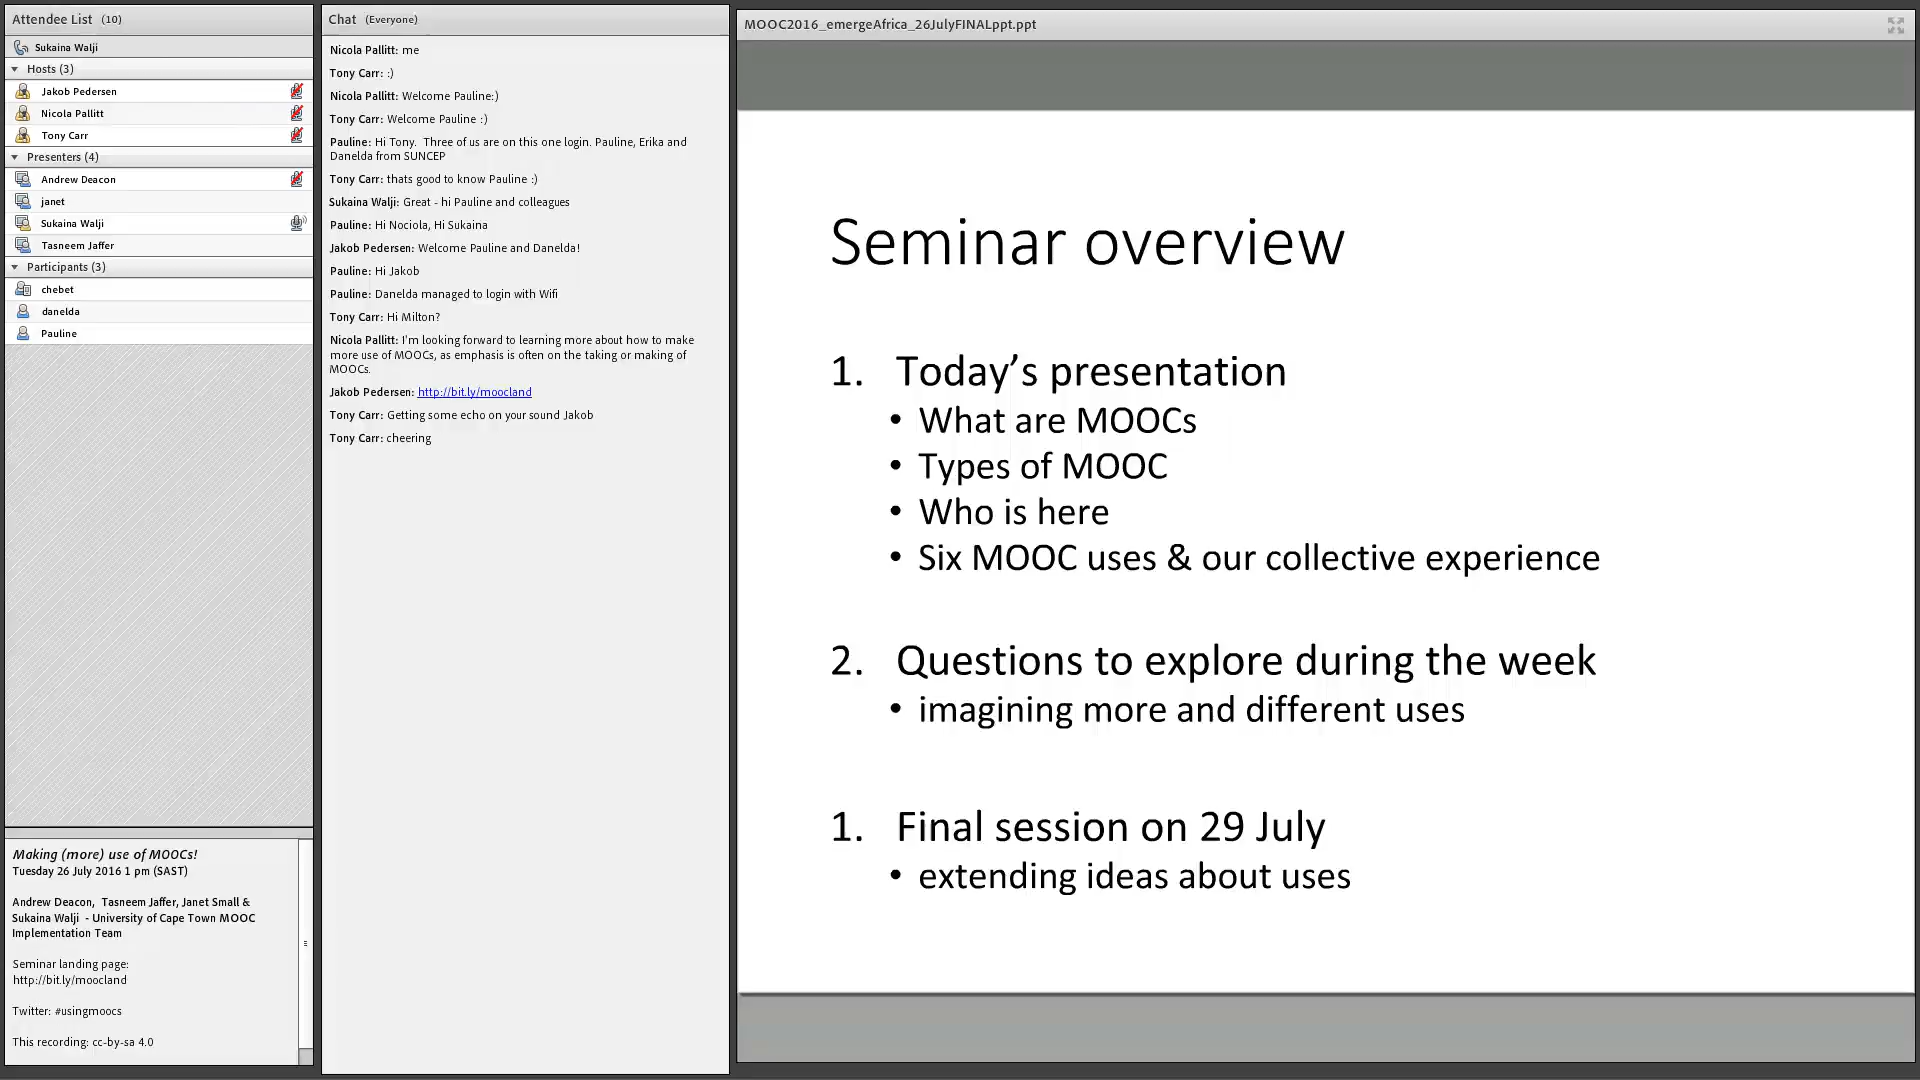 Attendee List (10)
Sukaina Walji
Hosts (3)
Jakob Pedersen
Nicola Pallitt
Tony Carr
Presenters (4)
Andrew Deacon
janet
Sukaina Walji
Tasneem Jaffer
Participants (3)
chebet
danelda
Pauline
Making (more) use of MOOCs!
Tuesday 26 July 2016 1 pm (SAST)
Andrew Deacon, Tasneem Jaffer, Janet Small &
Sukaina Walji - University of Cape Town MOOC
Implementation Team
Seminar landing page:
http://bit.ly/moocland
Twitter: #usingmoocs
This recording: cc-by-sa 4.0
Chat (Everyone)
Nicola Pallitt: me
Tony Carr: :)
Nicola Pallitt: Welcome Pauline:)
Tony Carr: Welcome Pauline :)
Pauline: Hi Tony. Three of us are on this one login. Pauline, Erika and
Danelda from SUNCEP
Tony Carr: thats good to know Pauline :)
Sukaina Walji: Great - hi Pauline and colleagues
Pauline: Hi Nociola, Hi Sukaina
Jakob Pedersen: Welcome Pauline and Danelda!
Pauline: Hi Jakob
Pauline: Danelda managed to login with Wifi
Tony Carr: Hi Milton?
Nicola Pallitt: I'm looking forward to learning more about how to make
more use of MOOCs, as emphasis is often on the taking or making of
MOOCs.
Jakob Pedersen: http://bit.ly/moocland
Tony Carr: Getting some echo on your sound Jakob
Tony Carr: cheering
MOOC2016_emergeAfrica_26JulyFINALppt.ppt
Seminar overview
1. Today’s presentation
• What are MOOCs
• Types of MOOC
• Who is here
• Six MOOC uses & our collective experience
2. Questions to explore during the week
• imagining more and different uses
1. Final session on 29 July
• extending ideas about uses